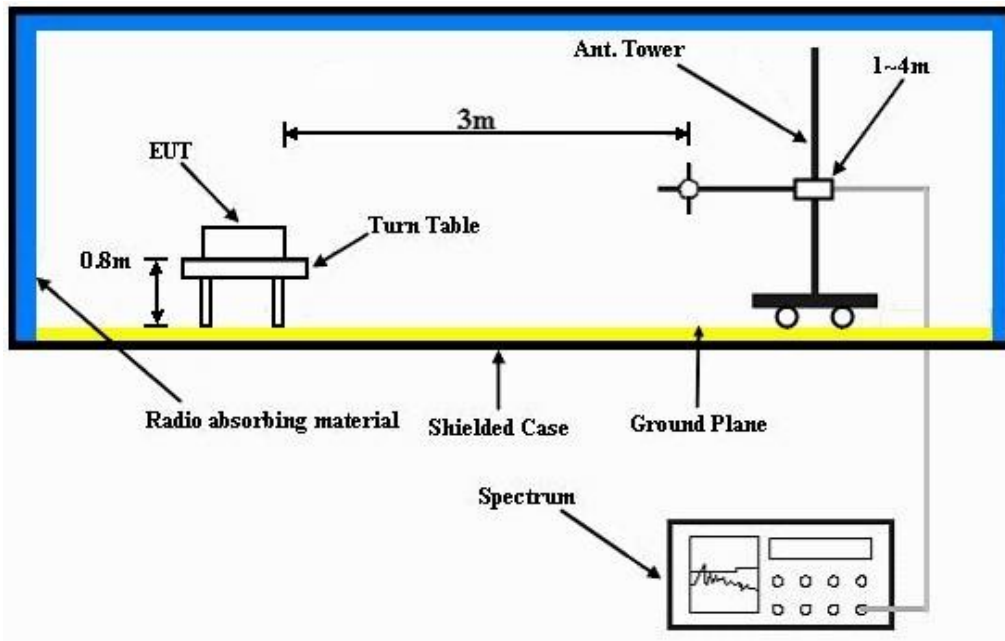 Ant. Tower
1~4m
3m
EUT
Turn Table
0.8m
Radio absorbing material
Shielded Case
Ground Plane
Spectrum